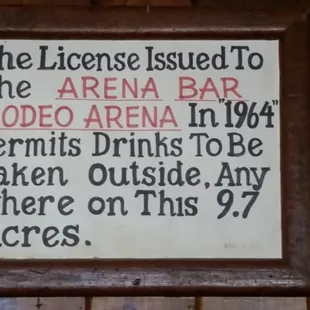 he License Issued To
he ARENA BAR
ODEO ARENA In "1964"
ermits Drinks To Be
aken Outside, Any
here on This 9.7
cres.